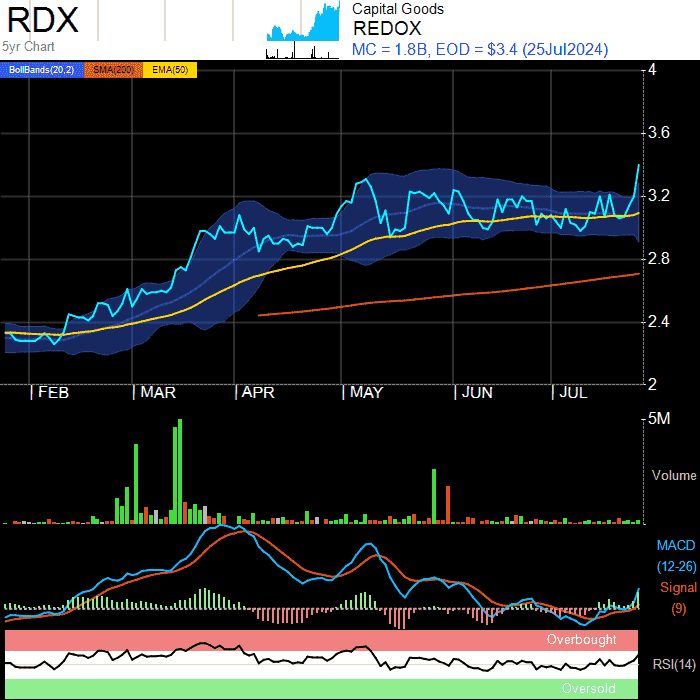 RDX
5yr Chart
Capital Goods
REDOX
MC = 1.8B, EOD = $3.4 (25Jul2024)
BollBands(20,2) SMA(200) EMA(50)
4
3.6
3.2
2.8
2.4
2
| FEB | MAR | APR | MAY | JUN | JUL
5M
Volume
MACD
(12-26)
Signal
(9)
Overbought
RSI(14)
Oversold